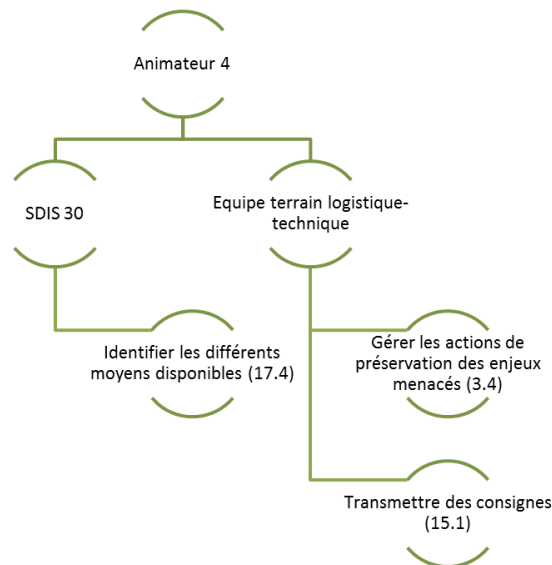 Animateur 4
SDIS 30
Equipe terrain logistique-
technique
Identifier les différents
moyens disponibles (17.4)
Gérer les actions de
préservation des enjeux
menacés (3.4)
Transmettre des consignes
(15.1)